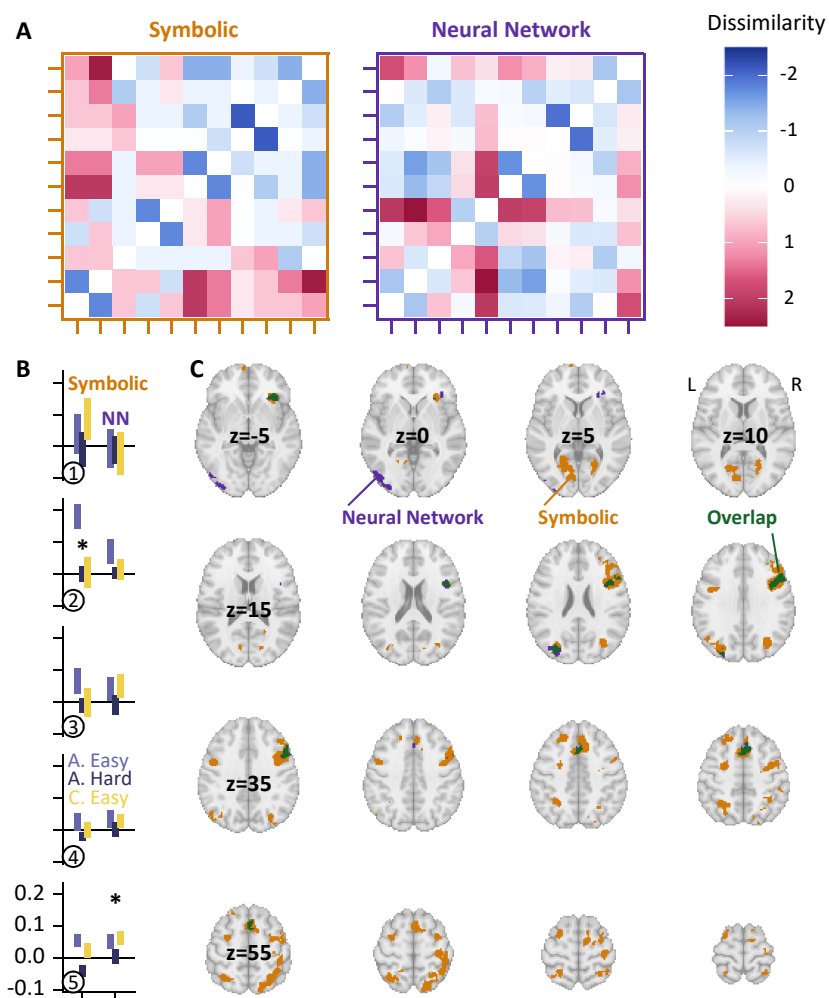 A
Symbolic
Neural Network
Dissimilarity
-2
-1
0
1
2
B
Symbolic
NN
1
2
*
3
A. Easy
A. Hard
C. Easy
4
0.2
0.1
0.0
-0.1
*
5
C
L
R
z=-5
z=0
z=5
z=10
Neural Network
Symbolic
Overlap
z=15
z=35
z=55